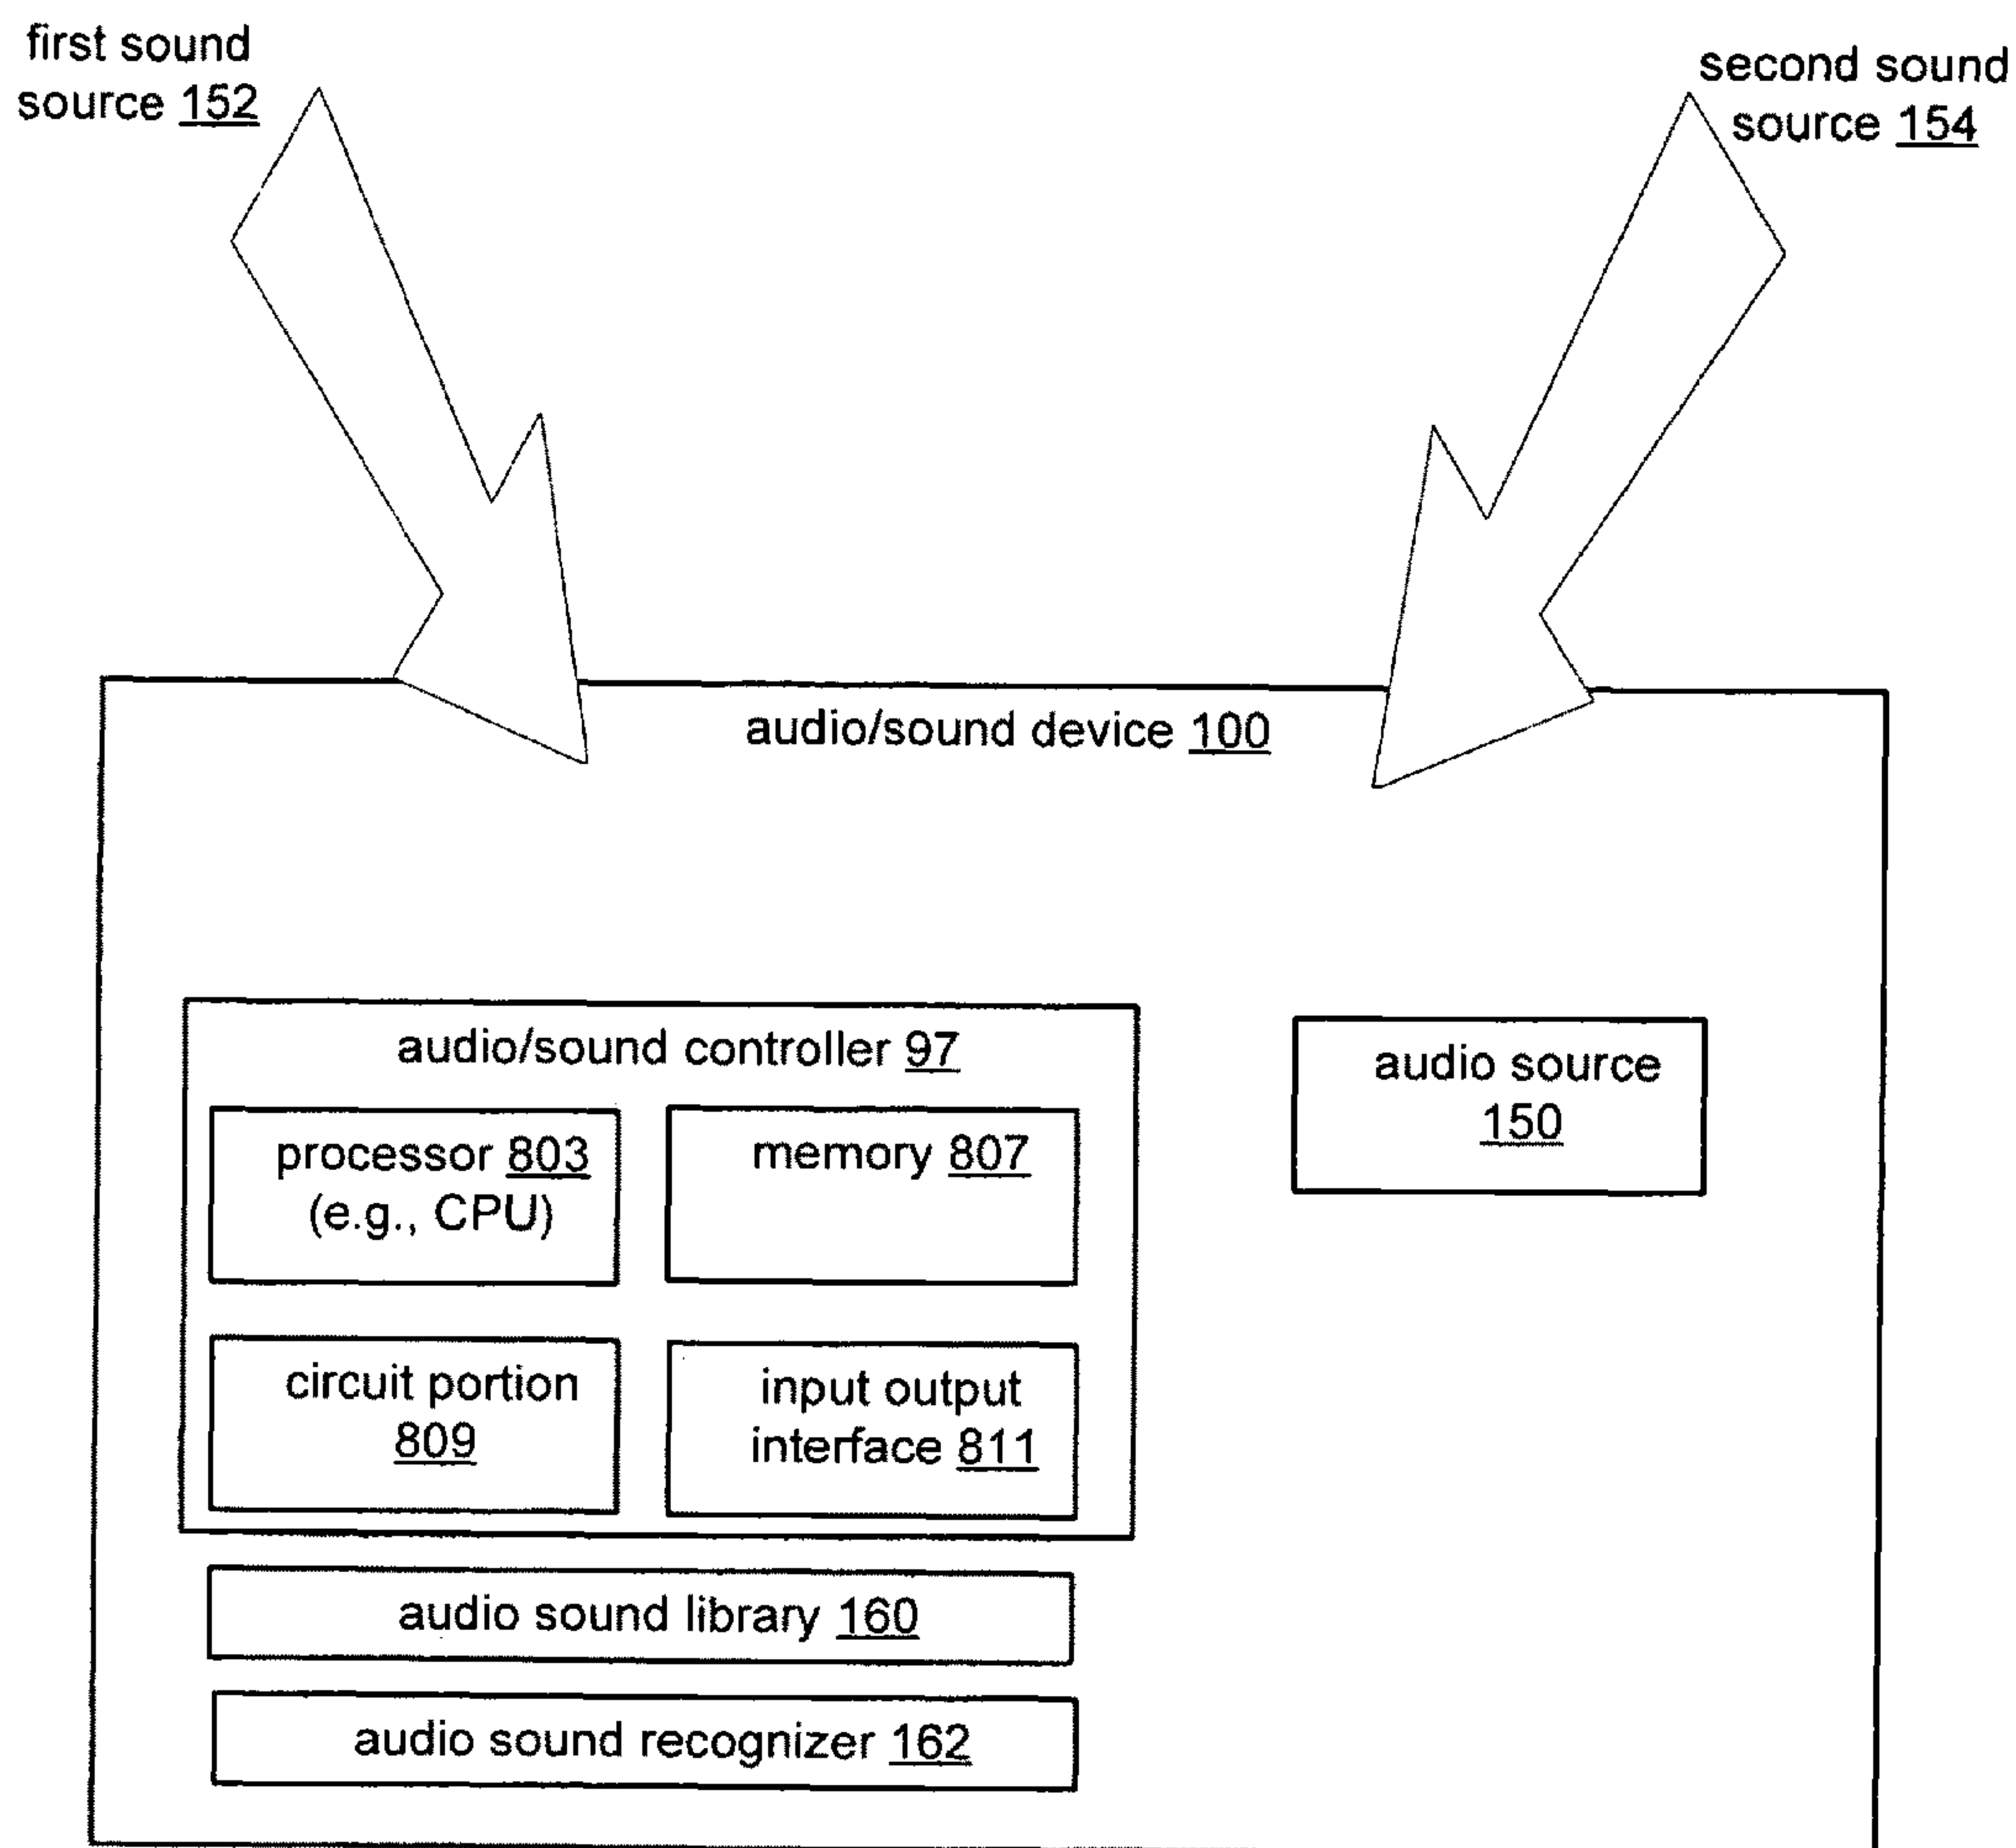 first sound
source 152
second sound
source 154
audio/sound device 100
audio/sound controller 97
processor 803
(e.g., CPU)
memory 807
circuit portion
809
input output
interface 811
audio source
150
audio sound library 160
audio sound recognizer 162